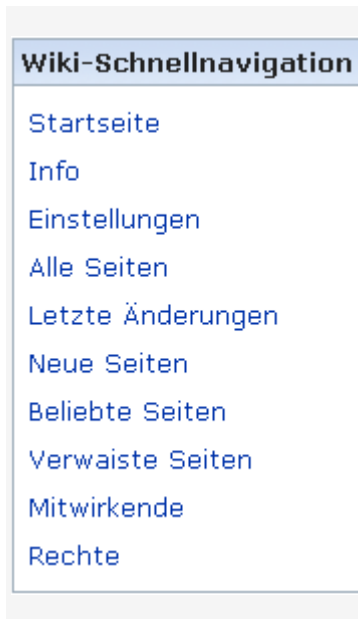 Wiki-Schnellnavigation
Startseite
Info
Einstellungen
Alle Seiten
Letzte Änderungen
Neue Seiten
Beliebte Seiten
Verwaiste Seiten
Mitwirkende
Rechte